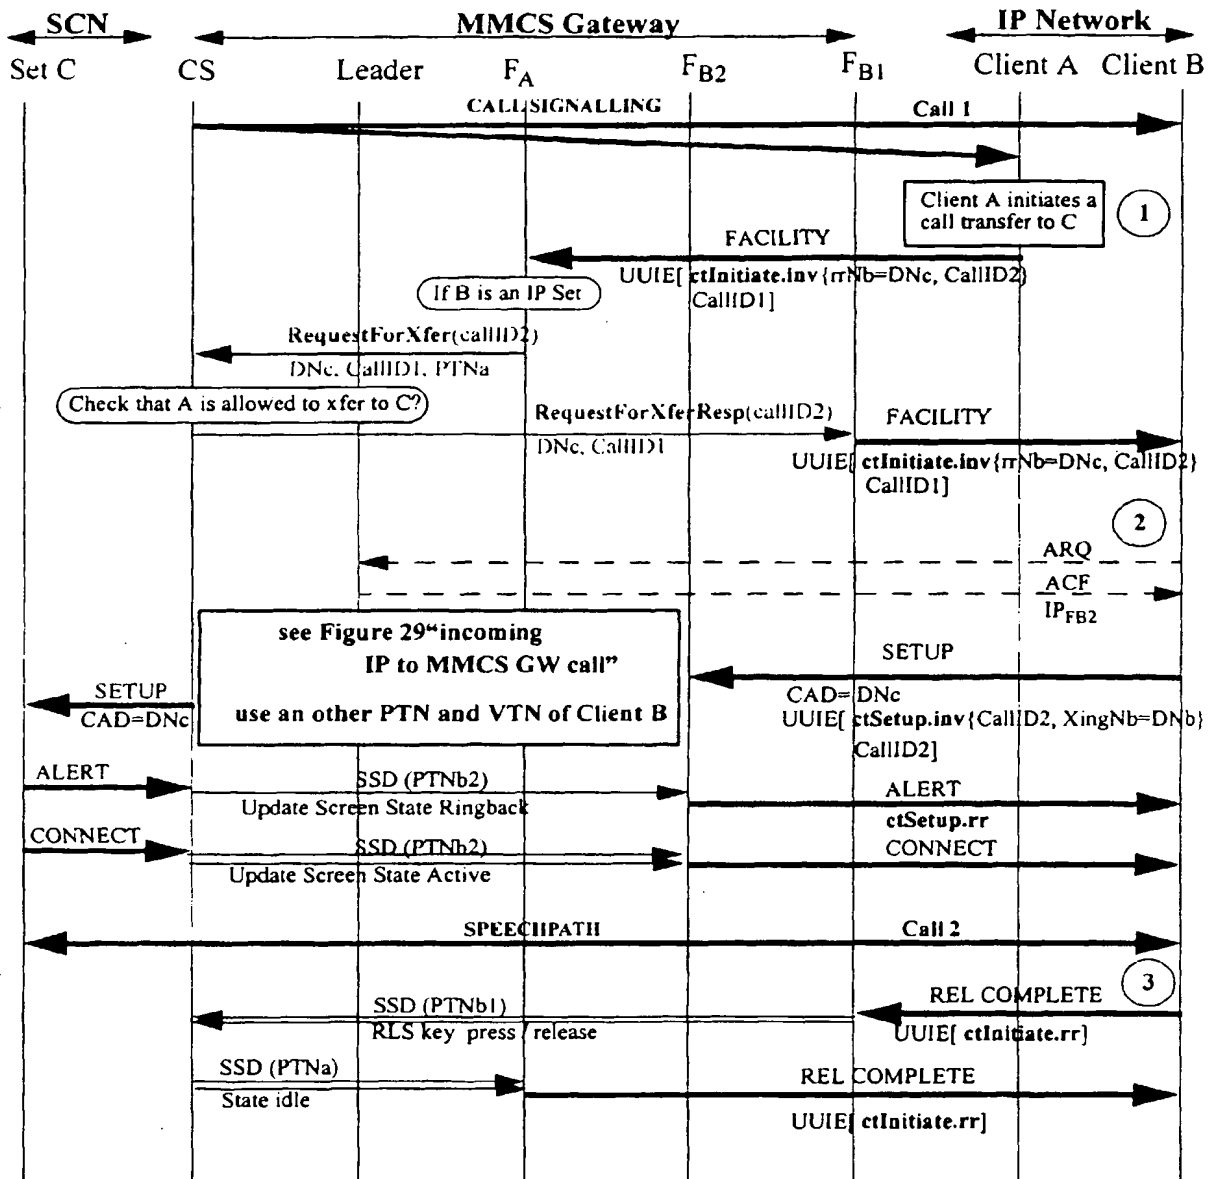 SCN MMCS Gateway IP Network
Set C CS Leader FA FB2 FB1 Client A Client B
CALL SIGNALLING Call 1
Client A initiates a
call transfer to C
1
FACILITY
UUIE[ ctInitiate.inv{rrNb=DNc, CallID2}
CallID1]
If B is an IP Set
RequestForXfer(callID2)
DNc, CallID1, PTNa
Check that A is allowed to xfer to C?
RequestForXferResp(callID2)
DNc, CallID1
FACILITY
UUIE[ ctInitiate.inv{rrNb=DNc, CallID2}
CallID1]
2
ARQ
ACF
IPFB2
see Figure 29“incoming
IP to MMCS GW call”
use an other PTN and VTN of Client B
SETUP
CAD=DNc
SETUP
CAD= DNc
UUIE[ ctSetup.inv{CallID2, XingNb=DNb}
CallID2]
ALERT
SSD (PTNb2)
Update Screen State Ringback
ALERT
ctSetup.rr
CONNECT
SSD (PTNb2)
Update Screen State Active
CONNECT
SPEECHPATH Call 2
3
REL COMPLETE
UUIE[ ctInitiate.rr]
SSD (PTNb1)
RLS key press / release
SSD (PTNa)
State idle
REL COMPLETE
UUIE[ ctInitiate.rr]